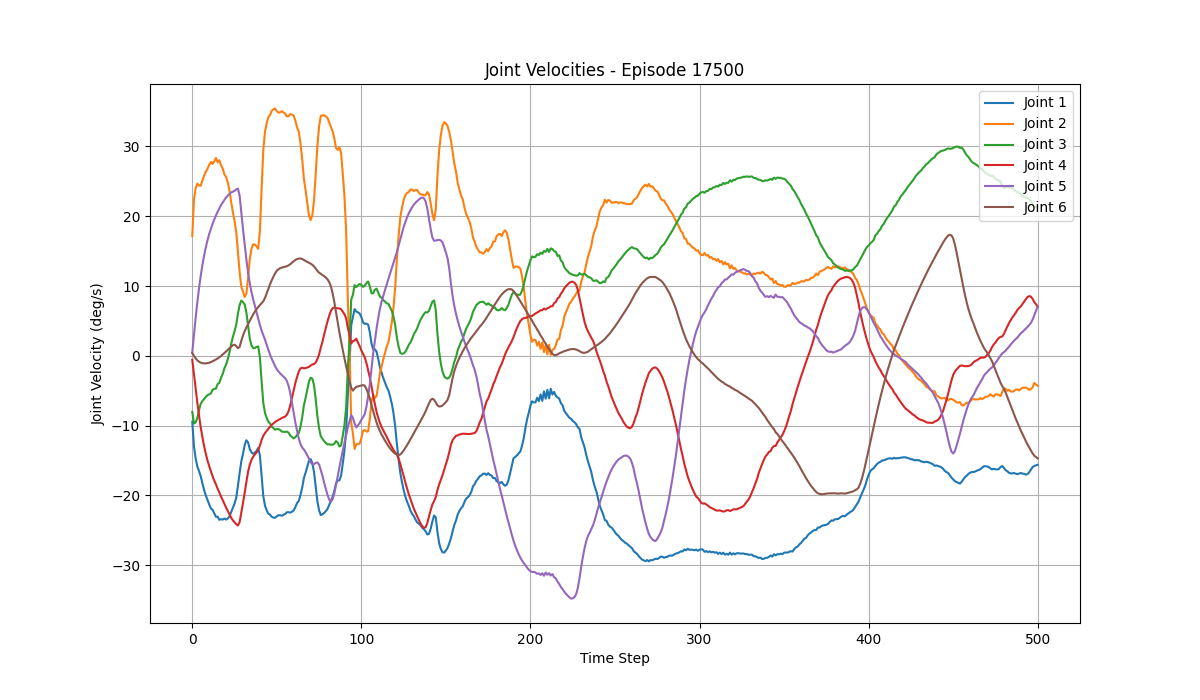 Joint Velocities - Episode 17500
Joint Velocity (deg/s)
30
20
10
0
−10
−20
−30
0
100
200
300
400
500
Time Step
Joint 1
Joint 2
Joint 3
Joint 4
Joint 5
Joint 6